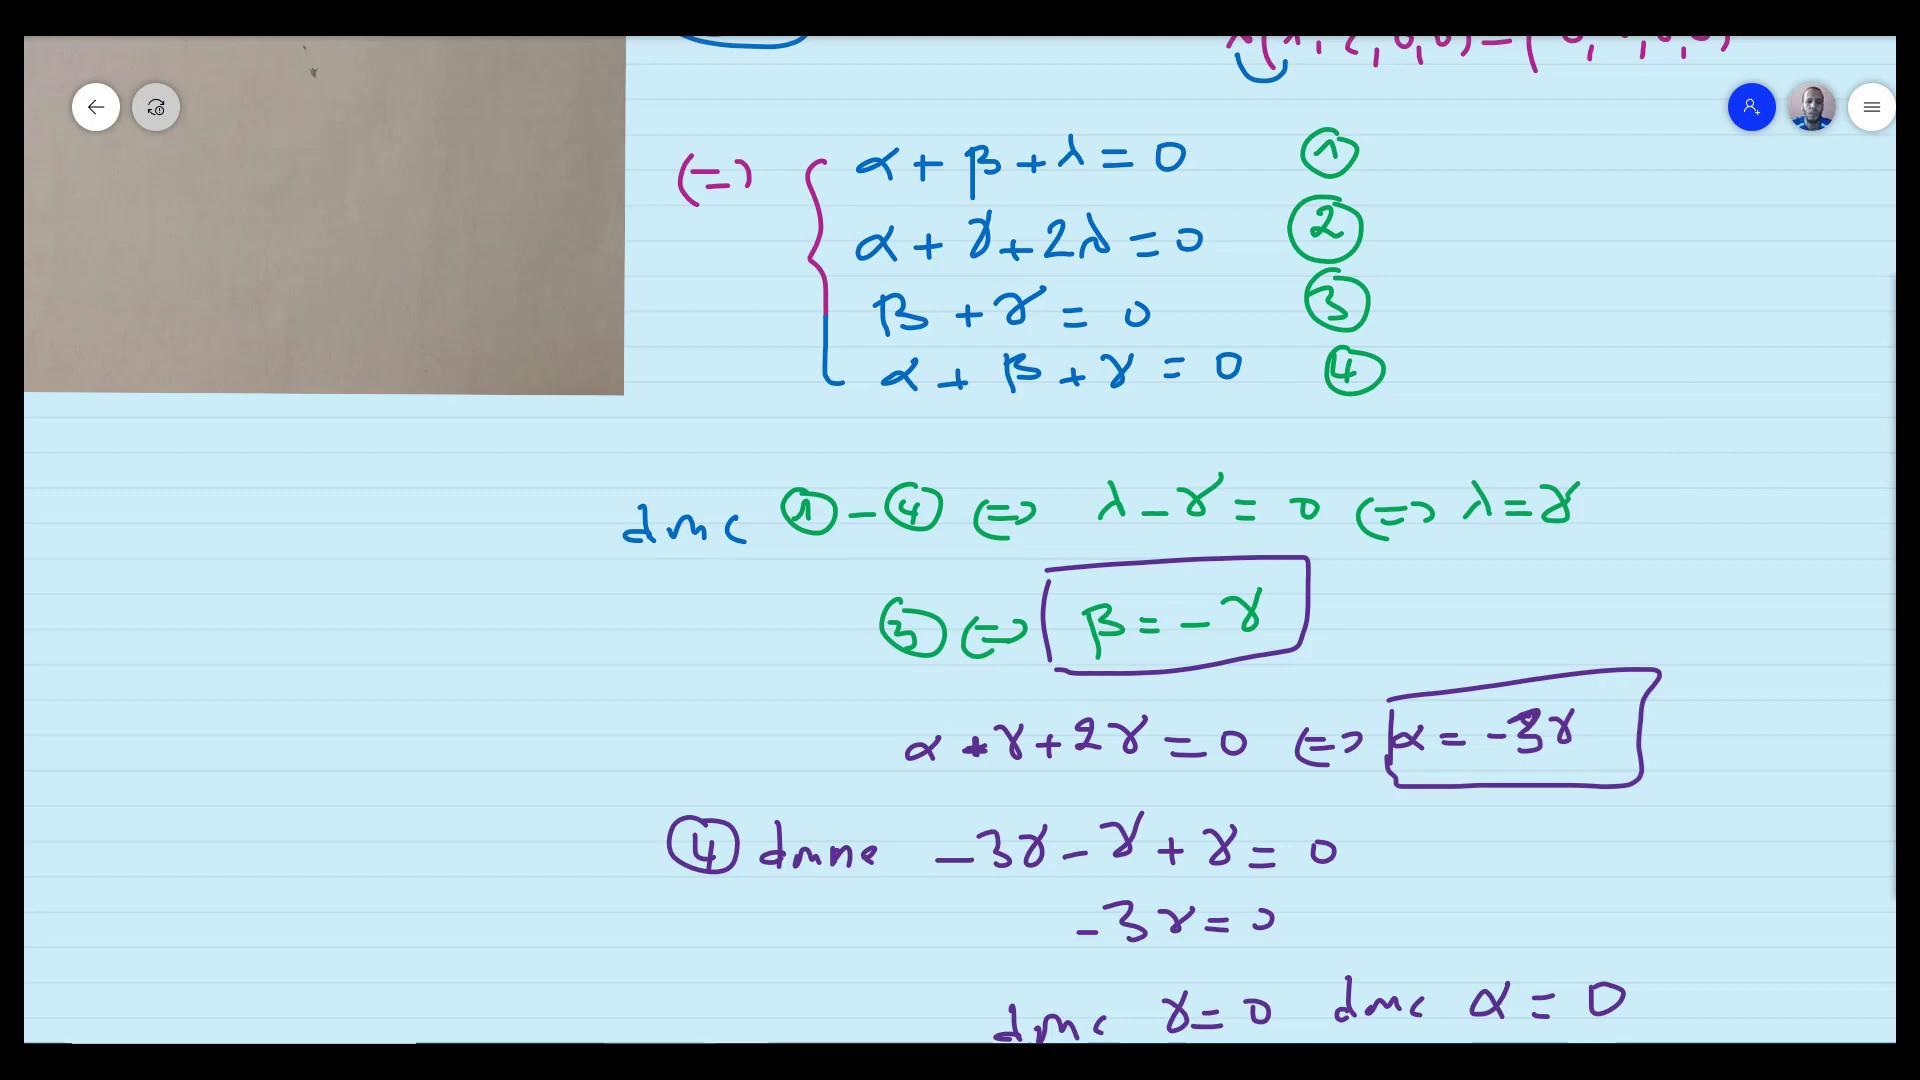 (=) α + β + λ = 0 ①
α + γ + 2λ = 0 ②
β + γ = 0 ③
α + β + γ = 0 ④
dmc ① - ④ (=) λ - γ = 0 (=) λ = γ
③ (=) β = - γ
α + γ + 2γ = 0 (=) α = -3γ
④ dmne -3γ - γ + γ = 0
-3γ = 0
dmc γ = 0 dmc α = 0